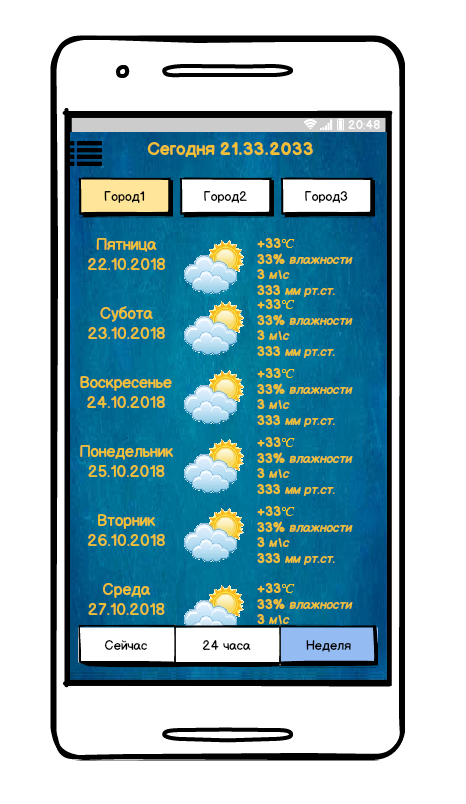 20.48
Сегодня 21.33.2033
Город1 Город2 Город3
Пятница
22.10.2018
+33℃
33% влажности
3 м\с
333 мм рт.ст.
Субота
23.10.2018
+33℃
33% влажности
3 м\с
333 мм рт.ст.
Воскресенье
24.10.2018
+33℃
33% влажности
3 м\с
333 мм рт.ст.
Понедельник
25.10.2018
+33℃
33% влажности
3 м\с
333 мм рт.ст.
Вторник
26.10.2018
+33℃
33% влажности
3 м\с
333 мм рт.ст.
Среда
27.10.2018
+33℃
33% влажности
Сейчас 24 часа Неделя